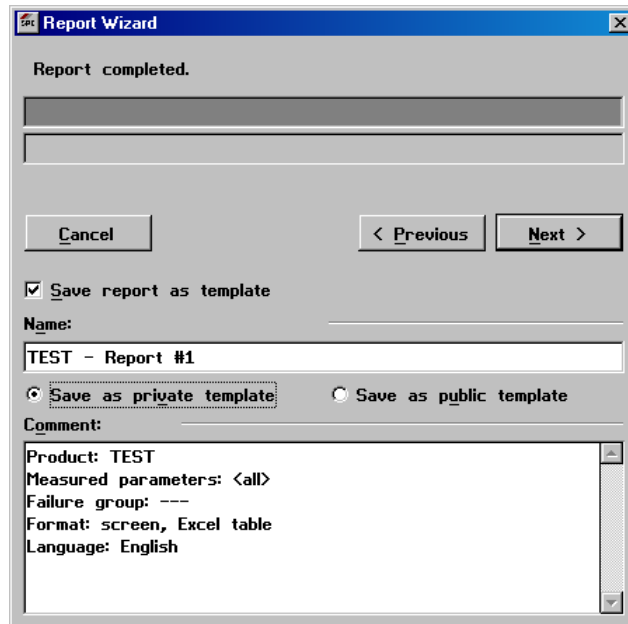 SPC Report Wizard
Report completed.
Cancel
< Previous
Next >
Save report as template
Name:
TEST - Report #1
Save as private template
Save as public template
Comment:
Product: TEST
Measured parameters: <all>
Failure group: ---
Format: screen, Excel table
Language: English